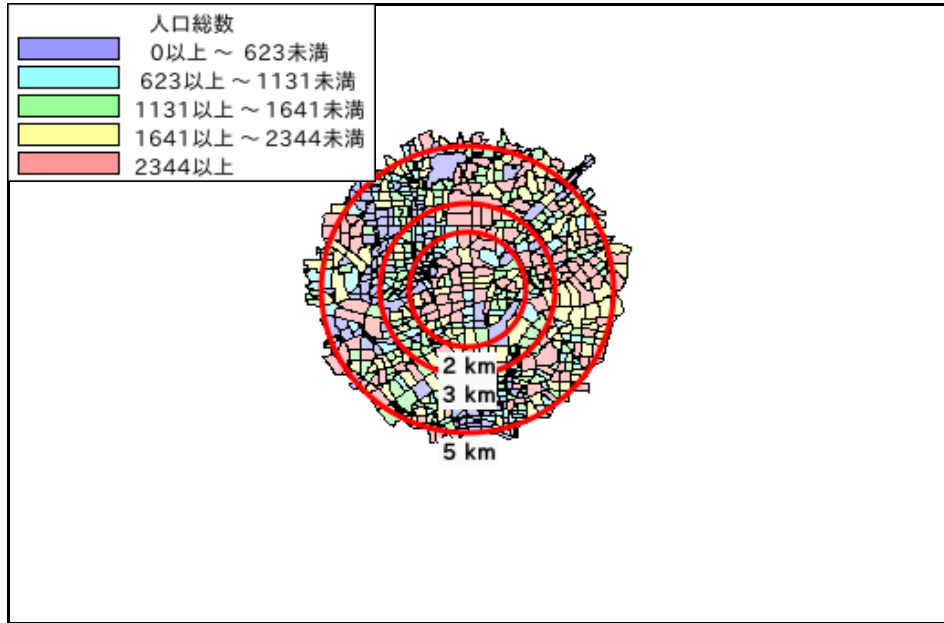 人口総数
0以上 ～ 623未満
623以上 ～ 1131未満
1131以上 ～ 1641未満
1641以上 ～ 2344未満
2344以上
2 km
3 km
5 km